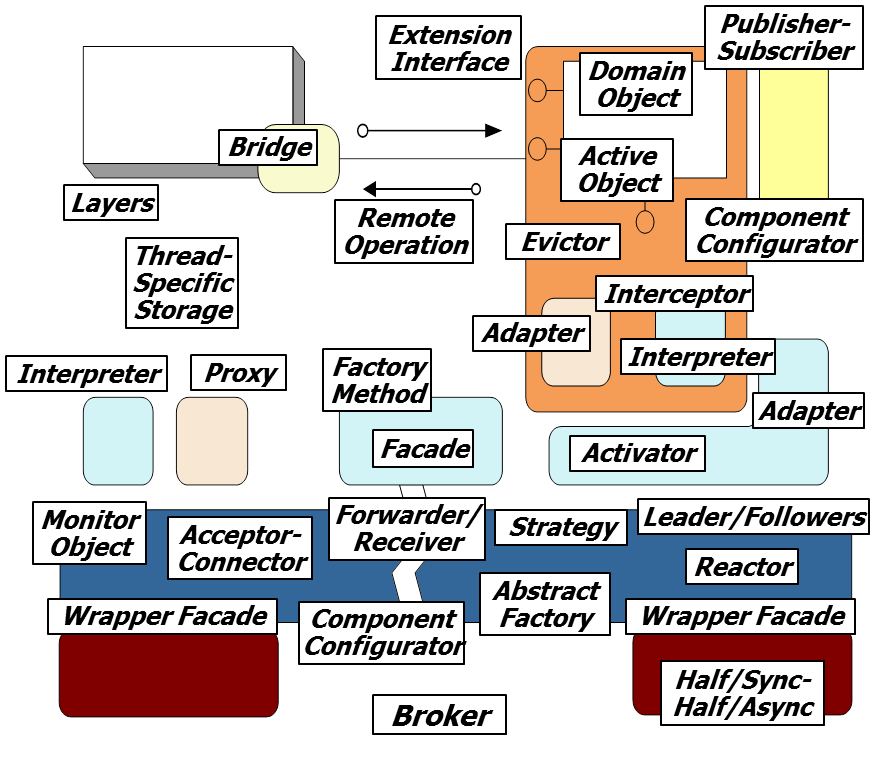 Publisher-
Subscriber
Extension
Interface
Domain
Object
Bridge
Active
Object
Layers
Remote
Operation
Component
Configurator
Evictor
Thread-
Specific
Storage
Interceptor
Adapter
Interpreter
Interpreter
Proxy
Factory
Method
Adapter
Facade
Activator
Monitor
Object
Acceptor-
Connector
Forwarder/
Receiver
Strategy
Leader/Followers
Reactor
Wrapper Facade
Component
Configurator
Abstract
Factory
Wrapper Facade
Half/Sync-
Half/Async
Broker